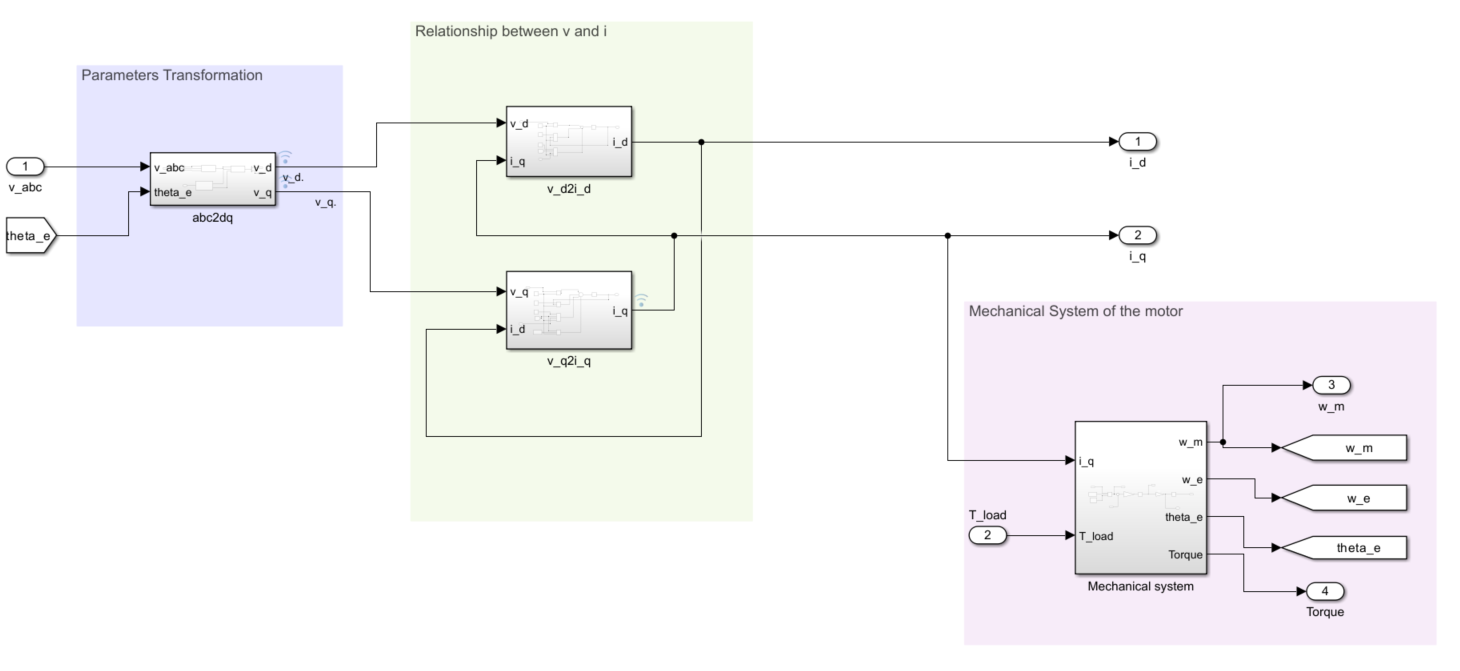 Relationship between v and i
Parameters Transformation
v_d
i_q
i_d
v_d2i_d
1
i_d
1
v_abc
v_abc
theta_e
v_d
v_q
abc2dq
v_d.
v_q.
theta_e
2
i_q
v_q
i_d
i_q
v_q2i_q
Mechanical System of the motor
3
w_m
i_q
T_load
w_m
w_e
theta_e
Torque
Mechanical system
w_m
w_e
theta_e
T_load
2
4
Torque